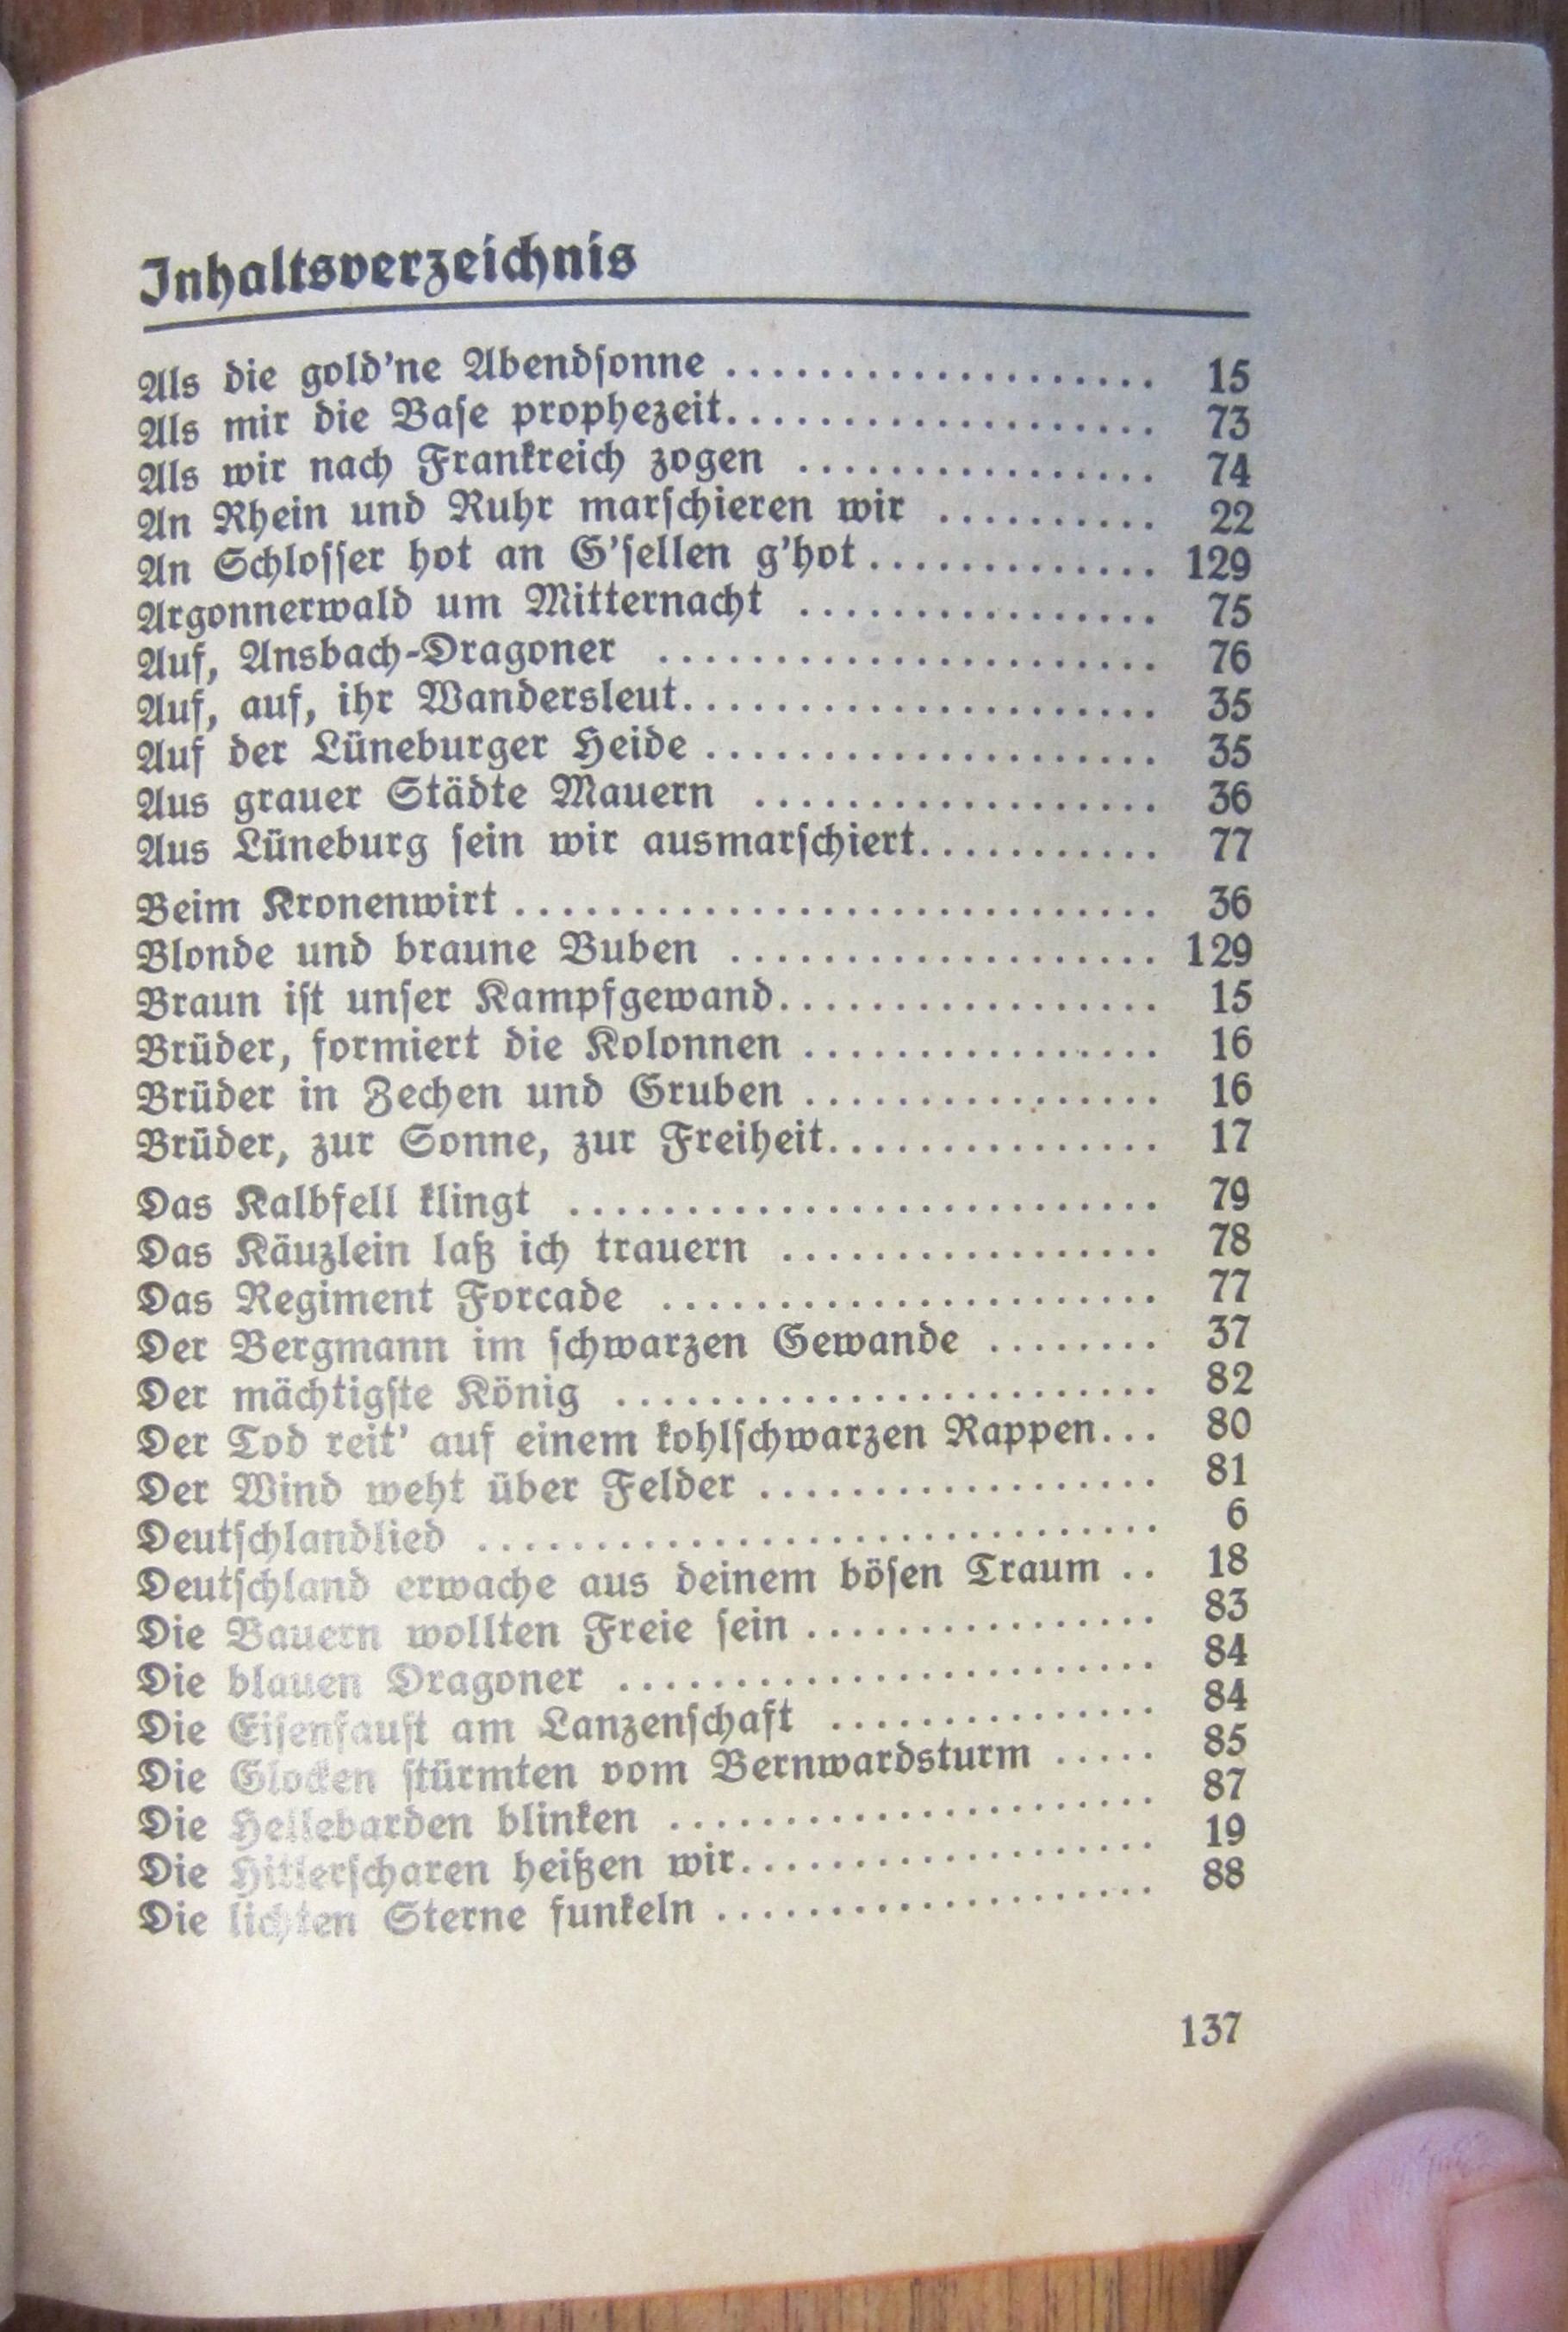 Inhaltsverzeichnis
Als die gold'ne Abendſonne .................... 15
Als mir die Baſe prophezeit.................... 73
Als wir nach Frankreich zogen ................ 74
An Rhein und Ruhr marſchieren wir .......... 22
An Schloſſer hot an G'ſellen g'hot............. 129
Argonnerwald um Mitternacht ................ 75
Auf, Ansbach-Dragoner ...................... 76
Auf, auf, ihr Wandersleut..................... 35
Auf der Lüneburger Heide .................... 35
Aus grauer Städte Mauern .................. 36
Aus Lüneburg ſein wir ausmarſchiert........... 77
Beim Kronenwirt ............................. 36
Blonde und braune Buben ................... 129
Braun iſt unſer Kampfgewand................. 15
Brüder, formiert die Kolonnen ................ 16
Brüder in Zechen und Gruben ................ 16
Brüder, zur Sonne, zur Freiheit............... 17
Das Kalbfell klingt .......................... 79
Das Käuzlein laß ich trauern ................. 78
Das Regiment Forcade ...................... 77
Der Bergmann im ſchwarzen Gewande ........ 37
Der mächtigſte König ........................ 82
Der Tod reit' auf einem kohlſchwarzen Rappen... 80
Der Wind weht über Felder .................. 81
Deutſchlandlied .............................. 6
Deutſchland erwache aus deinem böſen Traum .. 18
Die Bauern wollten Freie ſein ................ 83
Die blauen Dragoner ........................ 84
Die Eiſenfauſt am Lanzenſchaft ............... 84
Die Glocken ſtürmten vom Bernwardsturm ..... 85
Die Hellebarden blinken ...................... 87
Die Hitlerſcharen heißen wir................... 19
Die lichten Sterne funkeln .................... 88
137